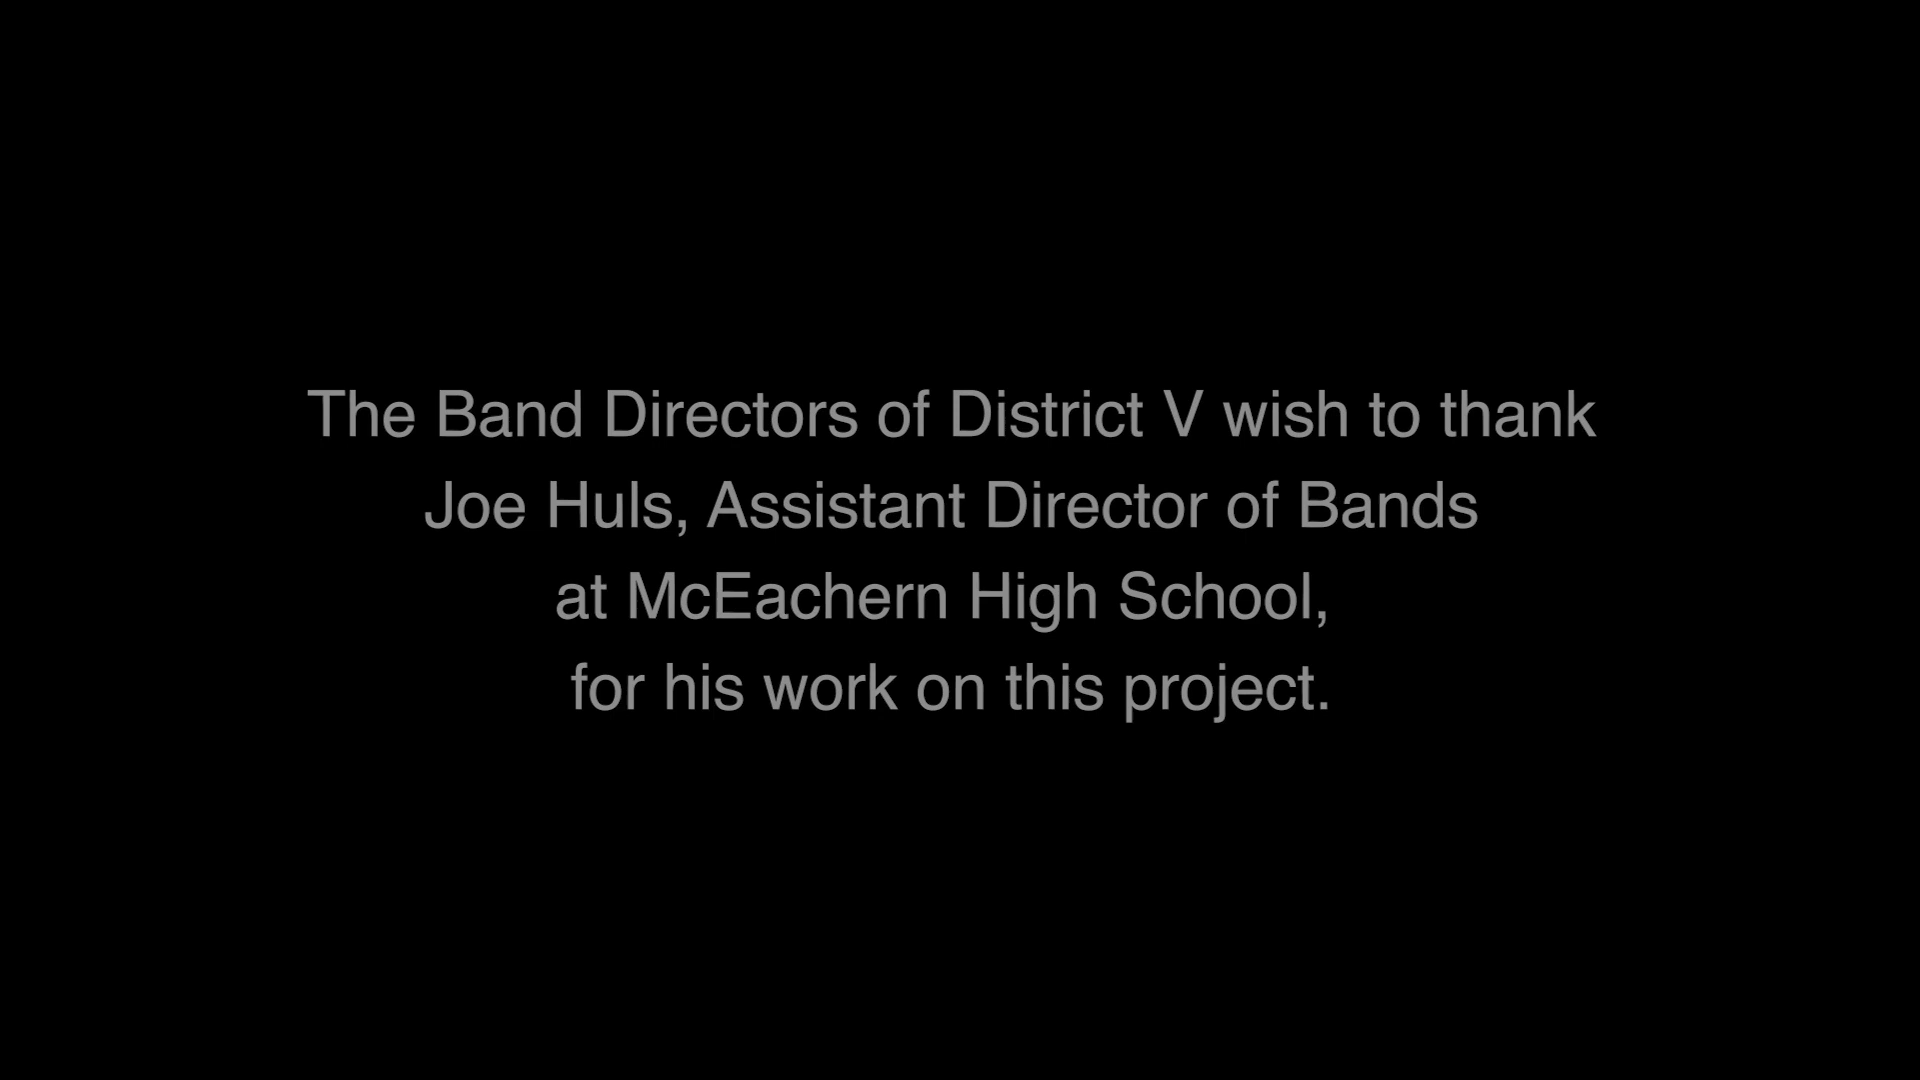 The Band Directors of District V wish to thank
Joe Huls, Assistant Director of Bands
at McEachern High School,
for his work on this project.